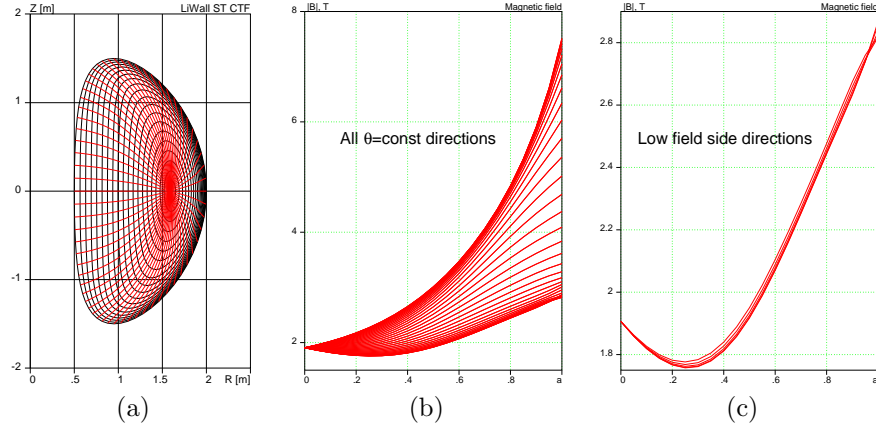 Z [m] LiWall ST CTF
2
1
0
-1
-2
0 .5 1 1.5 2 R [m]
(a)
|B|, T Magnetic field
8
6
4
2
All θ=const directions
0 .2 .4 .6 .8 a
(b)
|B|, T Magnetic field
2.8
2.6
2.4
2.2
2
1.8
Low field side directions
0 .2 .4 .6 .8 a
(c)